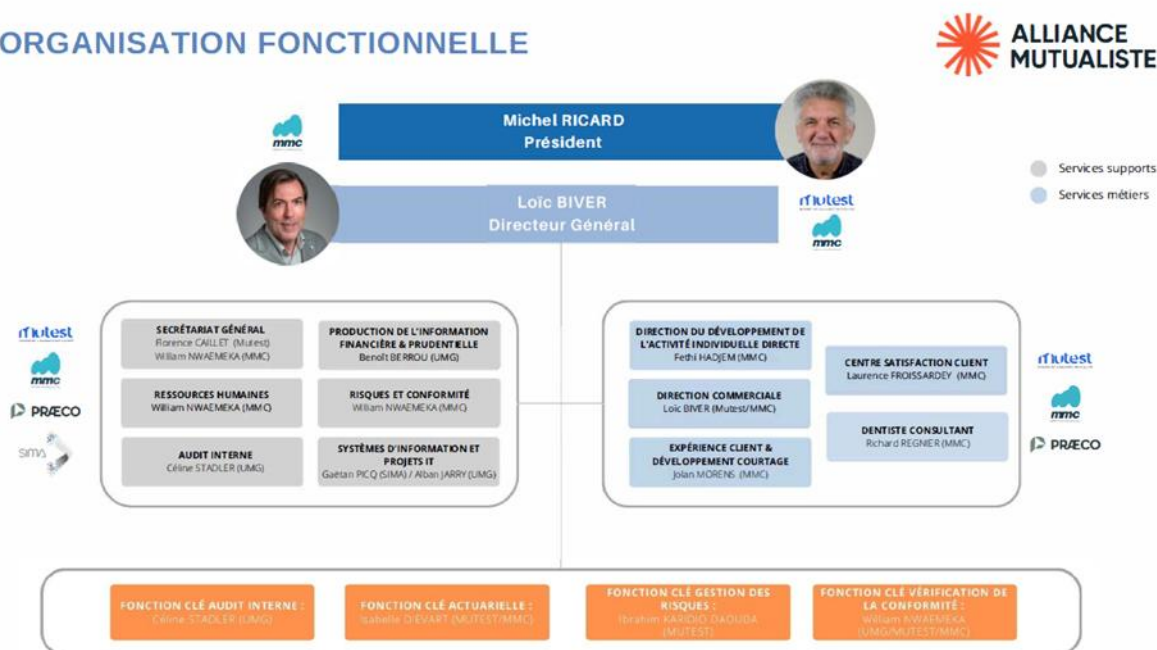 ORGANISATION FONCTIONNELLE
ALLIANCE
MUTUALISTE
Michel RICARD
Président
mmc
Loïc BIVER
Directeur Général
mutest
mmc
Services supports
Services métiers
mutest
mmc
PRÆCO
SIMA
SECRÉTARIAT GÉNÉRAL
Florence CAILLET (Mutest)
William NWAEMEKA (MMC)
PRODUCTION DE L'INFORMATION
FINANCIÈRE & PRUDENTIELLE
Benoît BERROU (UMG)
RESSOURCES HUMAINES
William NWAEMEKA (MMC)
RISQUES ET CONFORMITÉ
William NWAEMEKA (MMC)
AUDIT INTERNE
Céline STADLER (UMG)
SYSTÈMES D'INFORMATION ET
PROJETS IT
Gaëtan PICQ (SIMA) / Alban JARRY (UMG)
DIRECTION DU DÉVELOPPEMENT DE
L'ACTIVITÉ INDIVIDUELLE DIRECTE
Fethi HADJEM (MMC)
DIRECTION COMMERCIALE
Loïc BIVER (Mutest/MMC)
EXPÉRIENCE CLIENT &
DÉVELOPPEMENT COURTAGE
Jolan MORENS (MMC)
CENTRE SATISFACTION CLIENT
Laurence FROISSARDEY (MMC)
DENTISTE CONSULTANT
Richard REGNIER (MMC)
mutest
mmc
PRÆCO
FONCTION CLÉ AUDIT INTERNE :
Céline STADLER (UMG)
FONCTION CLÉ ACTUARIELLE :
Isabelle D'EVART (MUTEST/MMC)
FONCTION CLÉ GESTION DES
RISQUES :
Ibrahim KARIDIO DAOUDA
(MUTEST)
FONCTION CLÉ VÉRIFICATION DE
LA CONFORMITÉ :
William NWAEMEKA
(UMG/MUTEST/MMC)